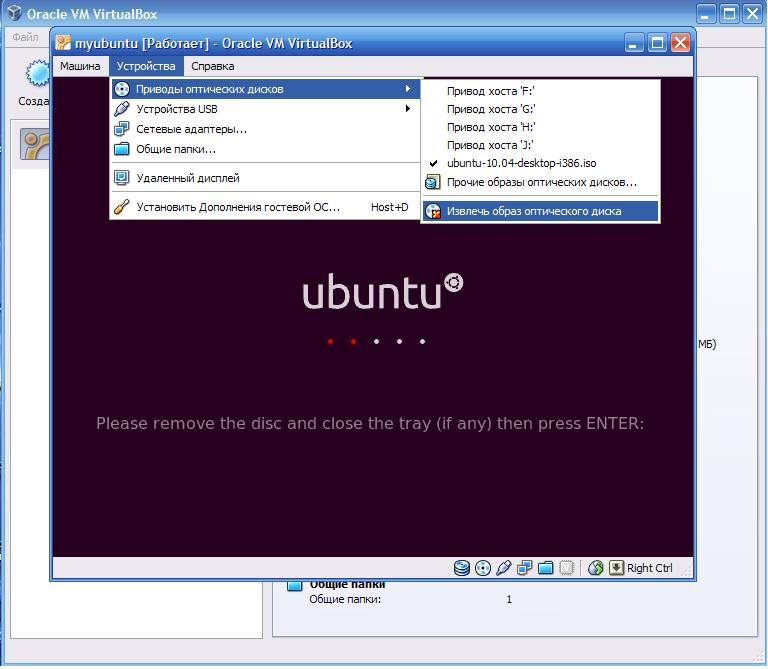 Oracle VM VirtualBox
Файл
myubuntu [Работает] - Oracle VM VirtualBox
Машина Устройства Справка
Созда
Приводы оптических дисков
Устройства USB
Сетевые адаптеры...
Общие папки...
Удаленный дисплей
Установить Дополнения гостевой ОС... Host+D
Привод хоста 'F:'
Привод хоста 'G:'
Привод хоста 'H:'
Привод хоста 'J:'
ubuntu-10.04-desktop-i386.iso
Прочие образы оптических дисков...
Извлечь образ оптического диска
ubuntu
МБ)
Please remove the disc and close the tray (if any) then press ENTER:
Right Ctrl
Общие папки
Общие папки: 1